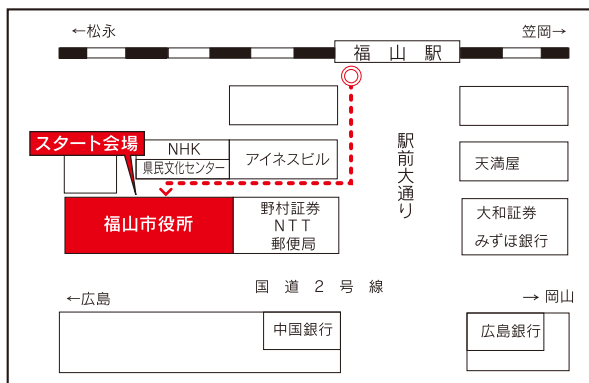 ←松永
笠岡→
福山駅
スタート会場
NHK
県民文化センター
アイネスビル
駅前大通り
天満屋
福山市役所
野村証券
NTT
郵便局
大和証券
みずほ銀行
国道2号線
←広島
→ 岡山
中国銀行
広島銀行